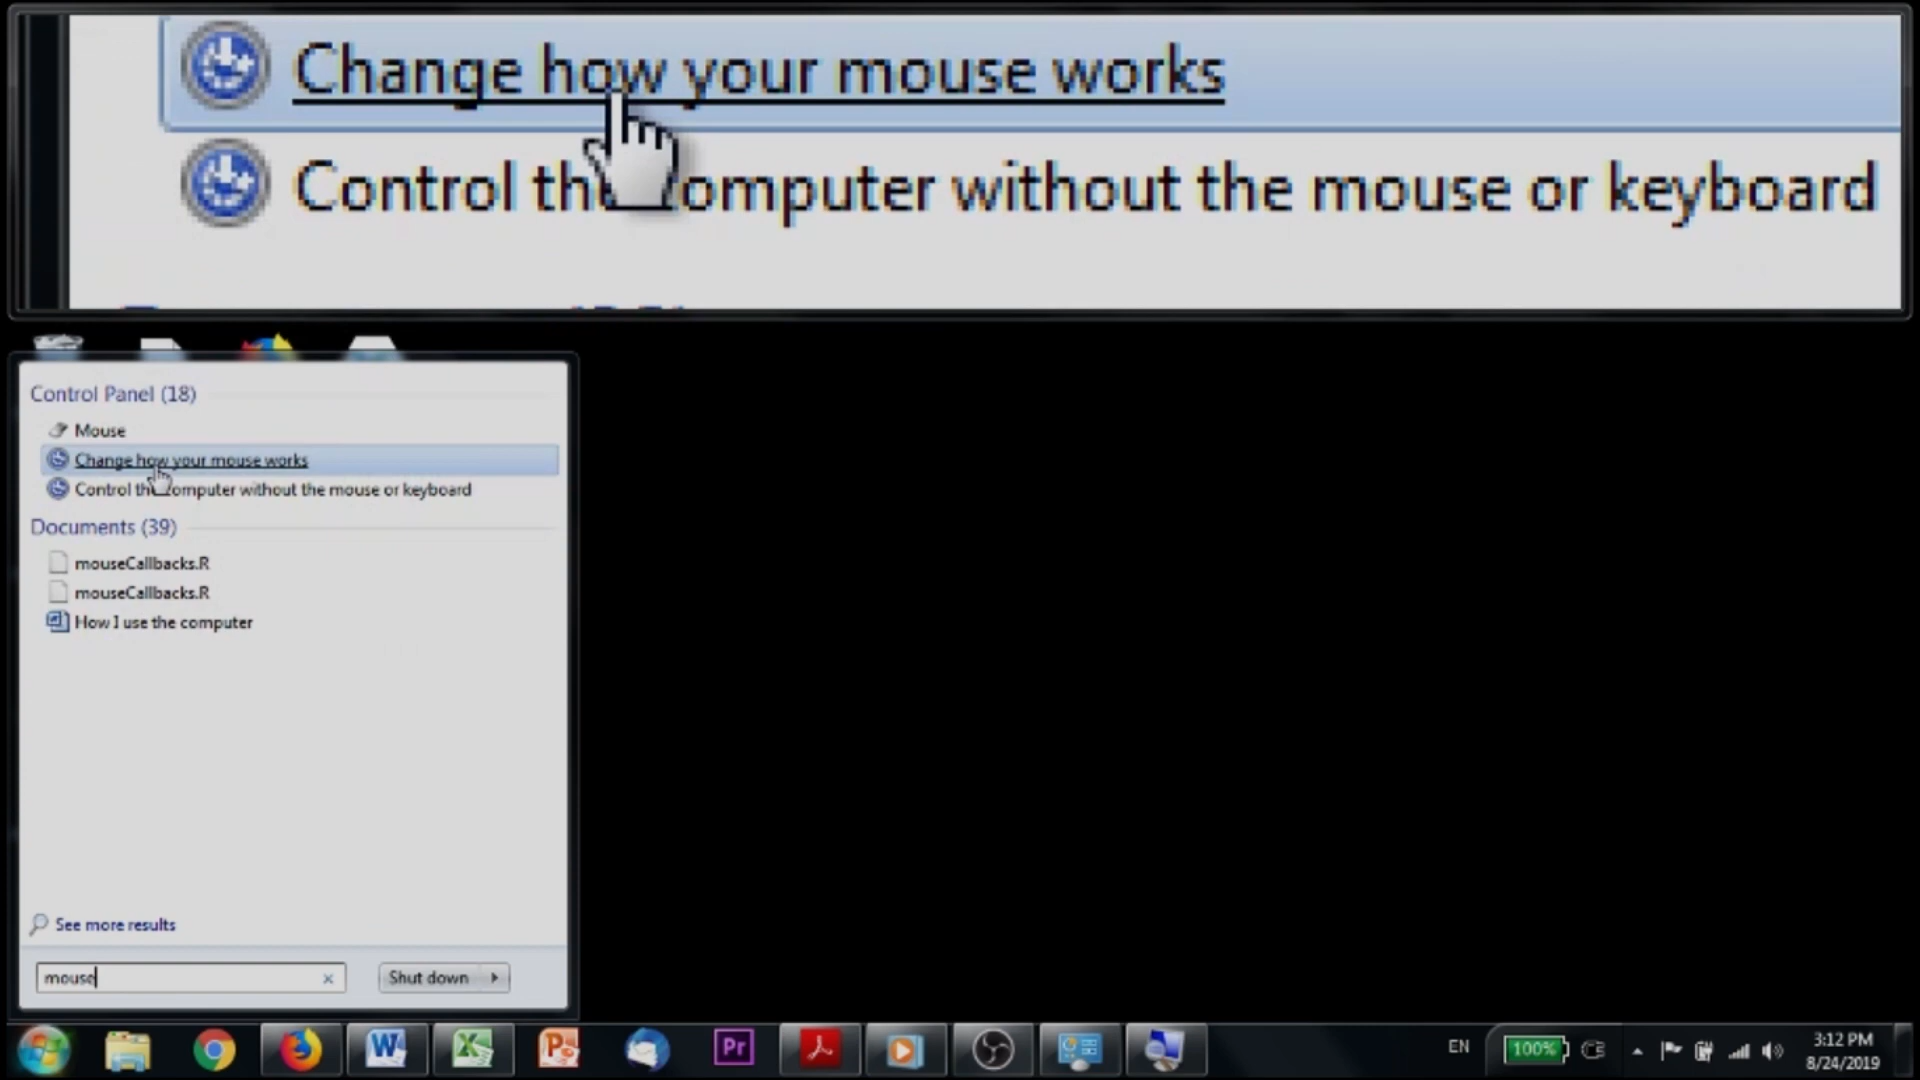 Change how your mouse works
Control the computer without the mouse or keyboard
Control Panel (18)
Mouse
Change how your mouse works
Control the computer without the mouse or keyboard
Documents (39)
mouseCallbacks.R
mouseCallbacks.R
How I use the computer
See more results
mouse
Shut down
Pr
EN
100%
3:12 PM
8/24/2019